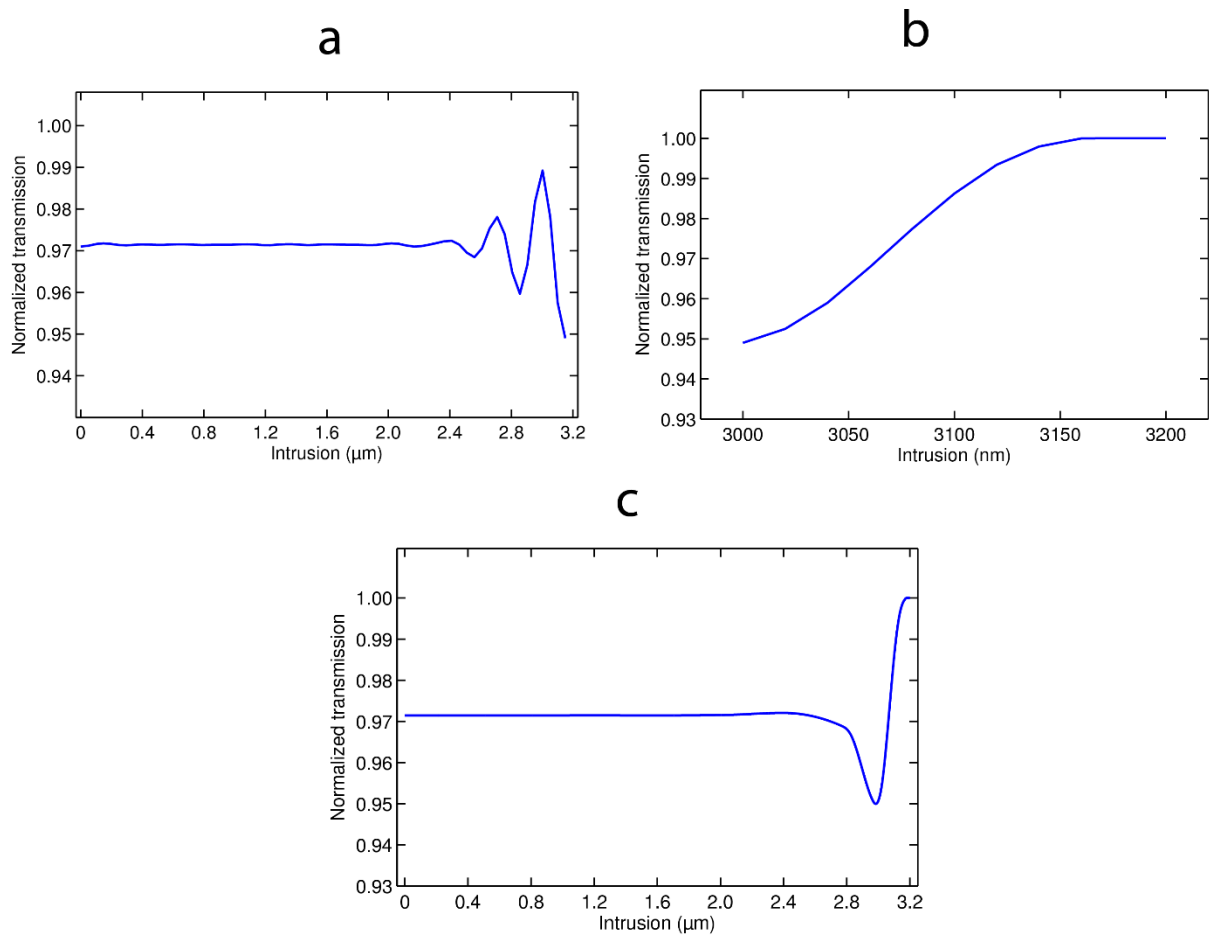 a
Normalized transmission
1.00
0.99
0.98
0.97
0.96
0.95
0.94
0 0.4 0.8 1.2 1.6 2.0 2.4 2.8 3.2
Intrusion (μm)
b
Normalized transmission
1.00
0.99
0.98
0.97
0.96
0.95
0.94
0.93
3000 3050 3100 3150 3200
Intrusion (nm)
c
Normalized transmission
1.00
0.99
0.98
0.97
0.96
0.95
0.94
0.93
0 0.4 0.8 1.2 1.6 2.0 2.4 2.8 3.2
Intrusion (μm)